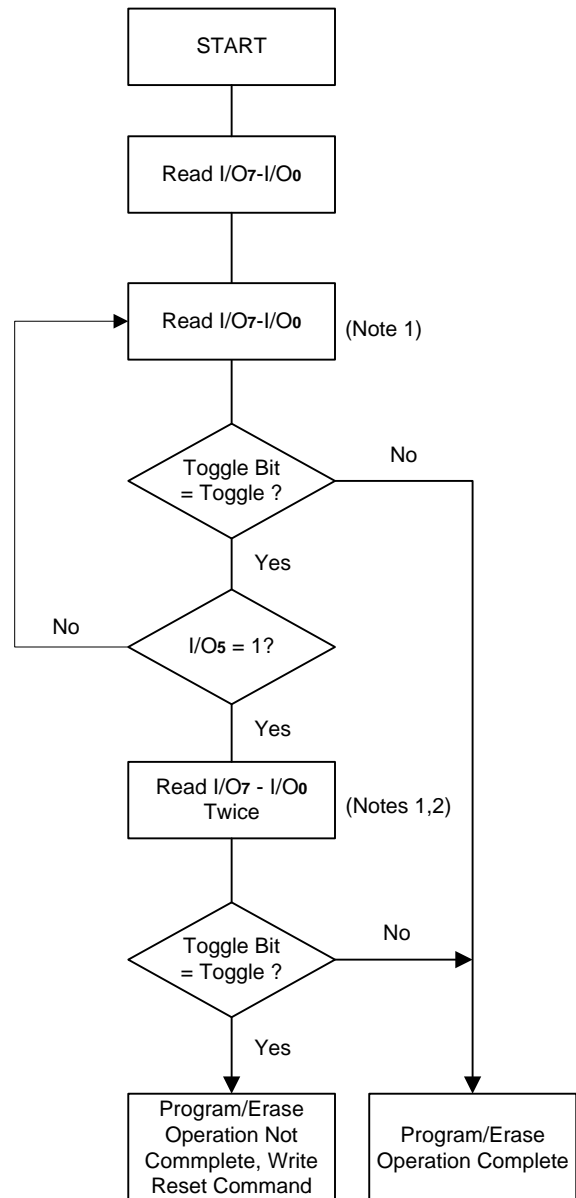 START
Read I/O7-I/O0
Read I/O7-I/O0
(Note 1)
Toggle Bit
= Toggle ?
No
Yes
No
I/O5 = 1?
Yes
Read I/O7 - I/O0
Twice
(Notes 1,2)
Toggle Bit
= Toggle ?
No
Yes
Program/Erase
Operation Not
Commplete, Write
Reset Command
Program/Erase
Operation Complete